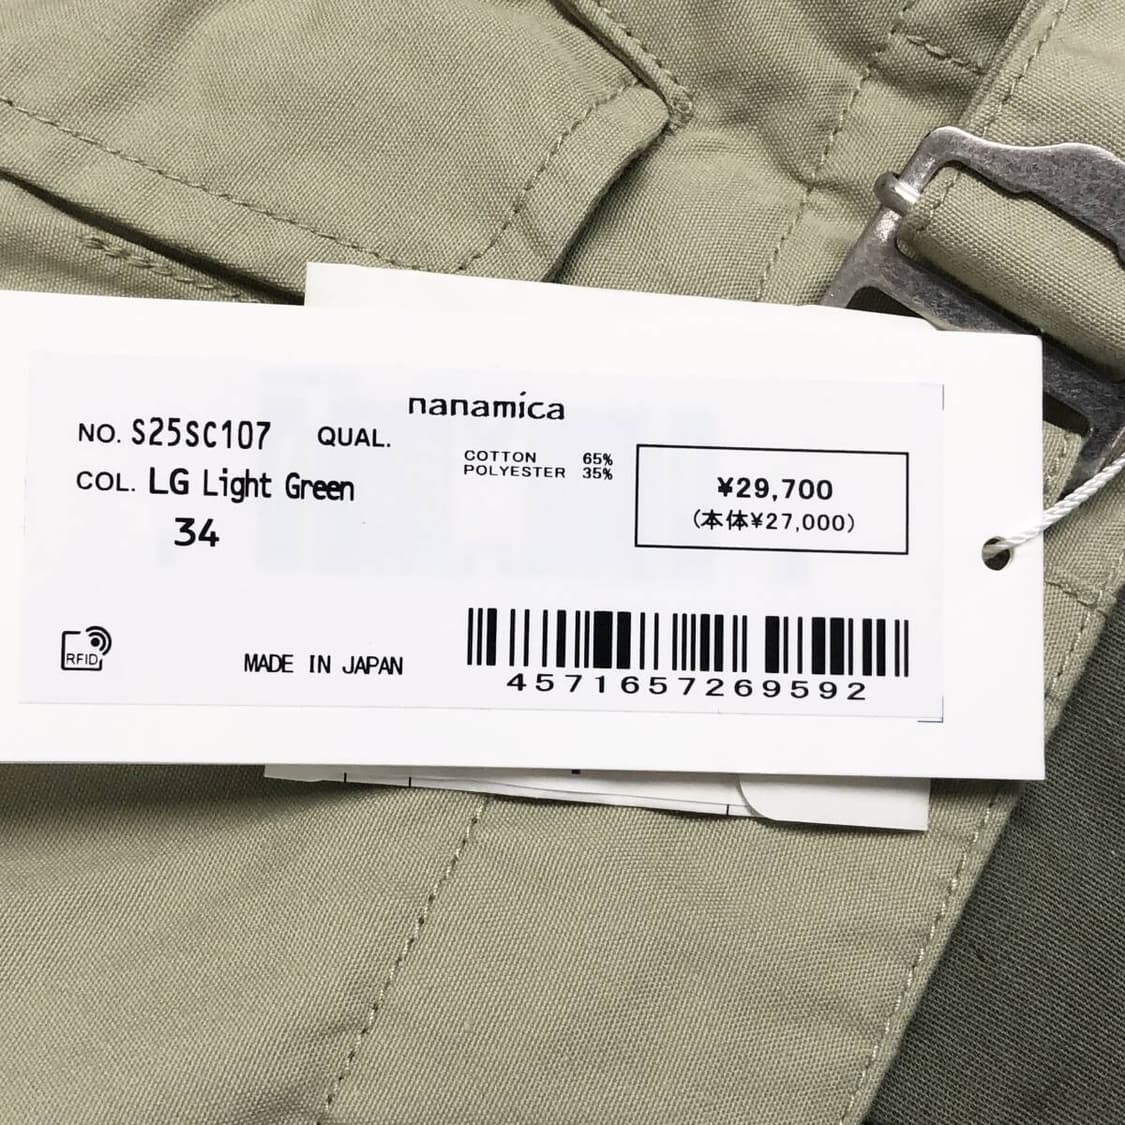 nanamica
NO. S25SC107 QUAL.
COTTON 65%
POLYESTER 35%
COL. LG Light Green
34
¥29,700
(本体¥27,000)
RFID
MADE IN JAPAN
4571657269592